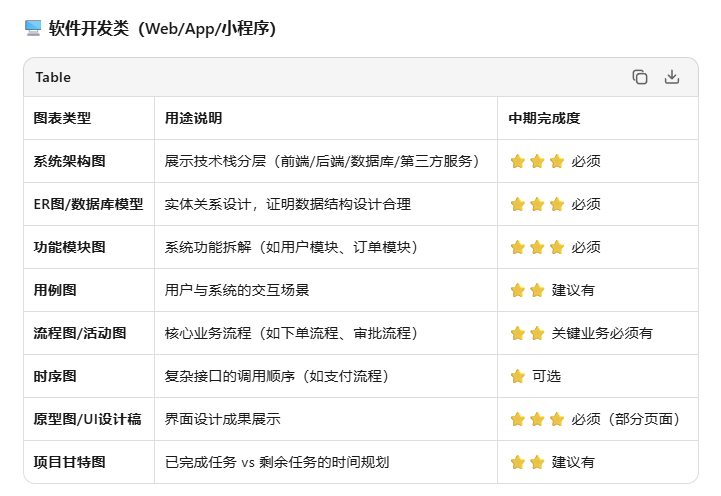 🖥️ 软件开发类（Web/App/小程序）
Table
图表类型 用途说明 中期完成度
系统架构图 展示技术栈分层（前端/后端/数据库/第三方服务） ⭐⭐⭐ 必须
ER图/数据库模型 实体关系设计，证明数据结构设计合理 ⭐⭐⭐ 必须
功能模块图 系统功能拆解（如用户模块、订单模块） ⭐⭐⭐ 必须
用例图 用户与系统的交互场景 ⭐⭐ 建议有
流程图/活动图 核心业务流程（如下单流程、审批流程） ⭐⭐ 关键业务必须有
时序图 复杂接口的调用顺序（如支付流程） ⭐ 可选
原型图/UI设计稿 界面设计成果展示 ⭐⭐⭐ 必须（部分页面）
项目甘特图 已完成任务 vs 剩余任务的时间规划 ⭐⭐ 建议有